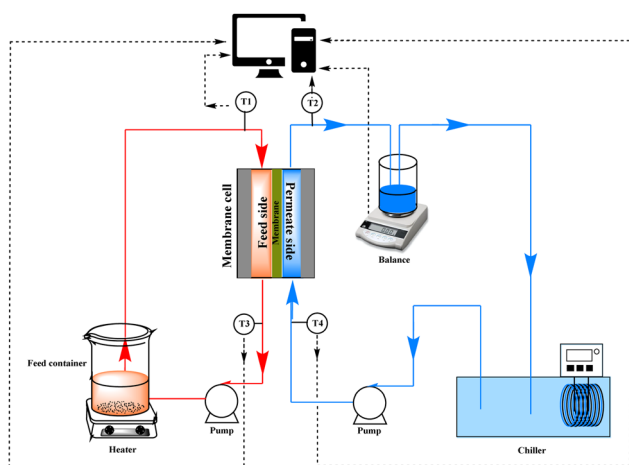 T1
T2
Membrane cell
Feed side
Membrane
Permeate side
Balance
T3
T4
Feed container
Heater
Pump
Pump
Chiller